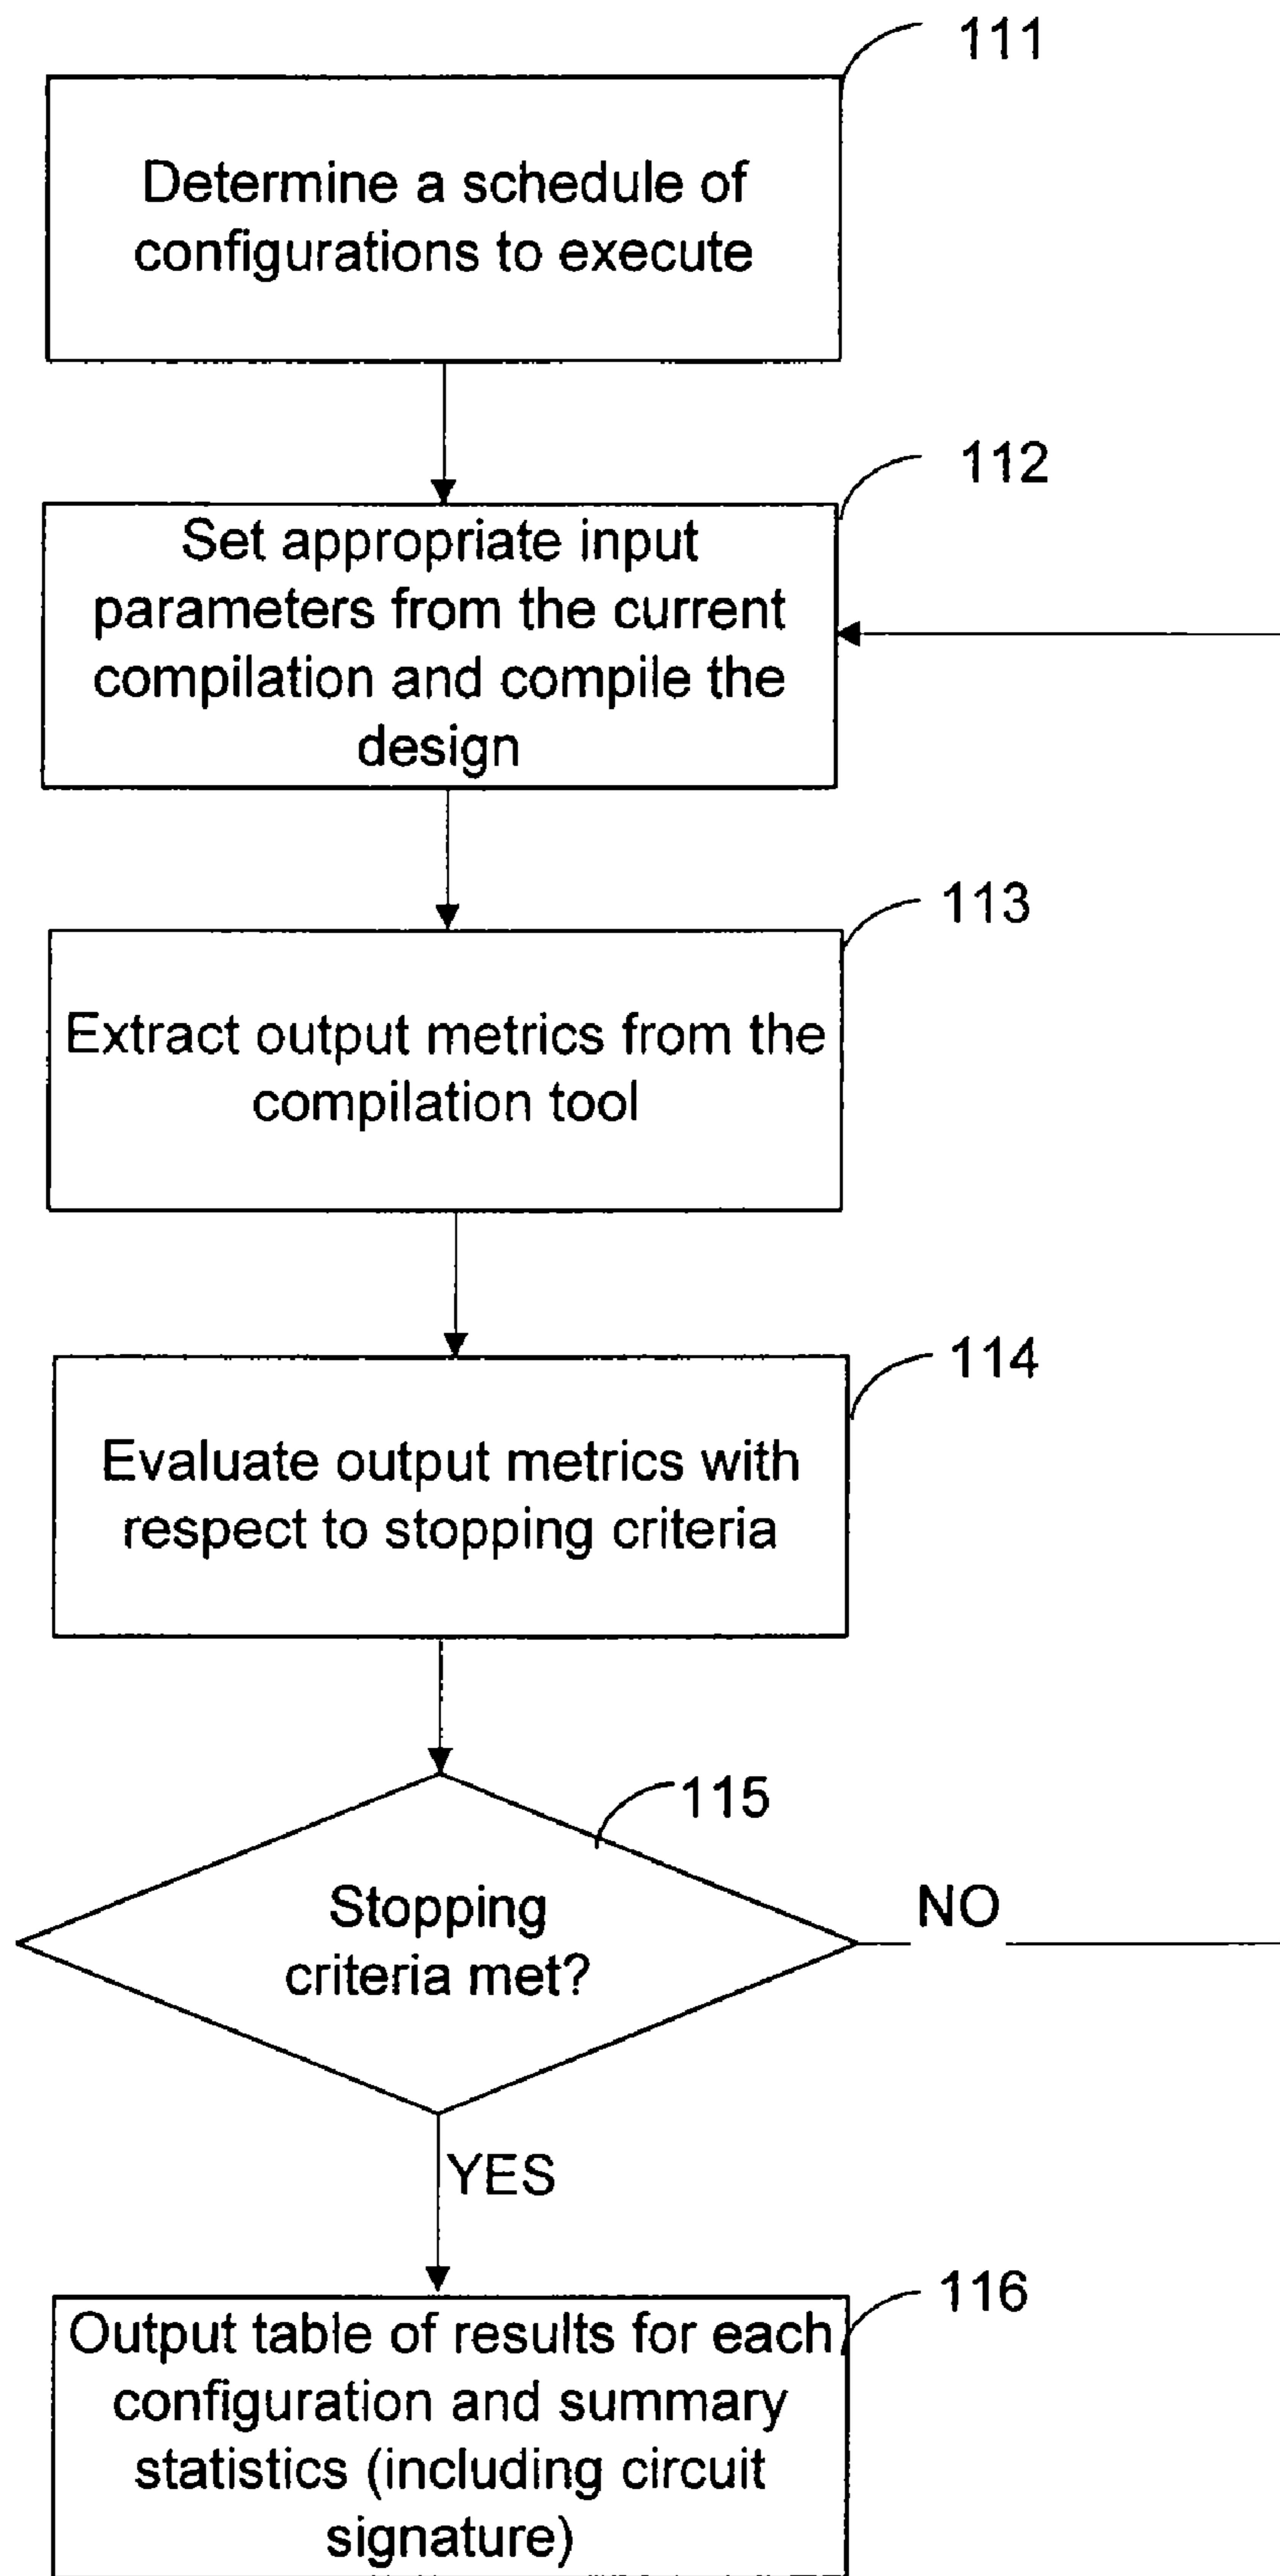 111
Determine a schedule of
configurations to execute
112
Set appropriate input
parameters from the current
compilation and compile the
design
113
Extract output metrics from the
compilation tool
114
Evaluate output metrics with
respect to stopping criteria
115
Stopping
criteria met?
NO
YES
116
Output table of results for each
configuration and summary
statistics (including circuit
signature)